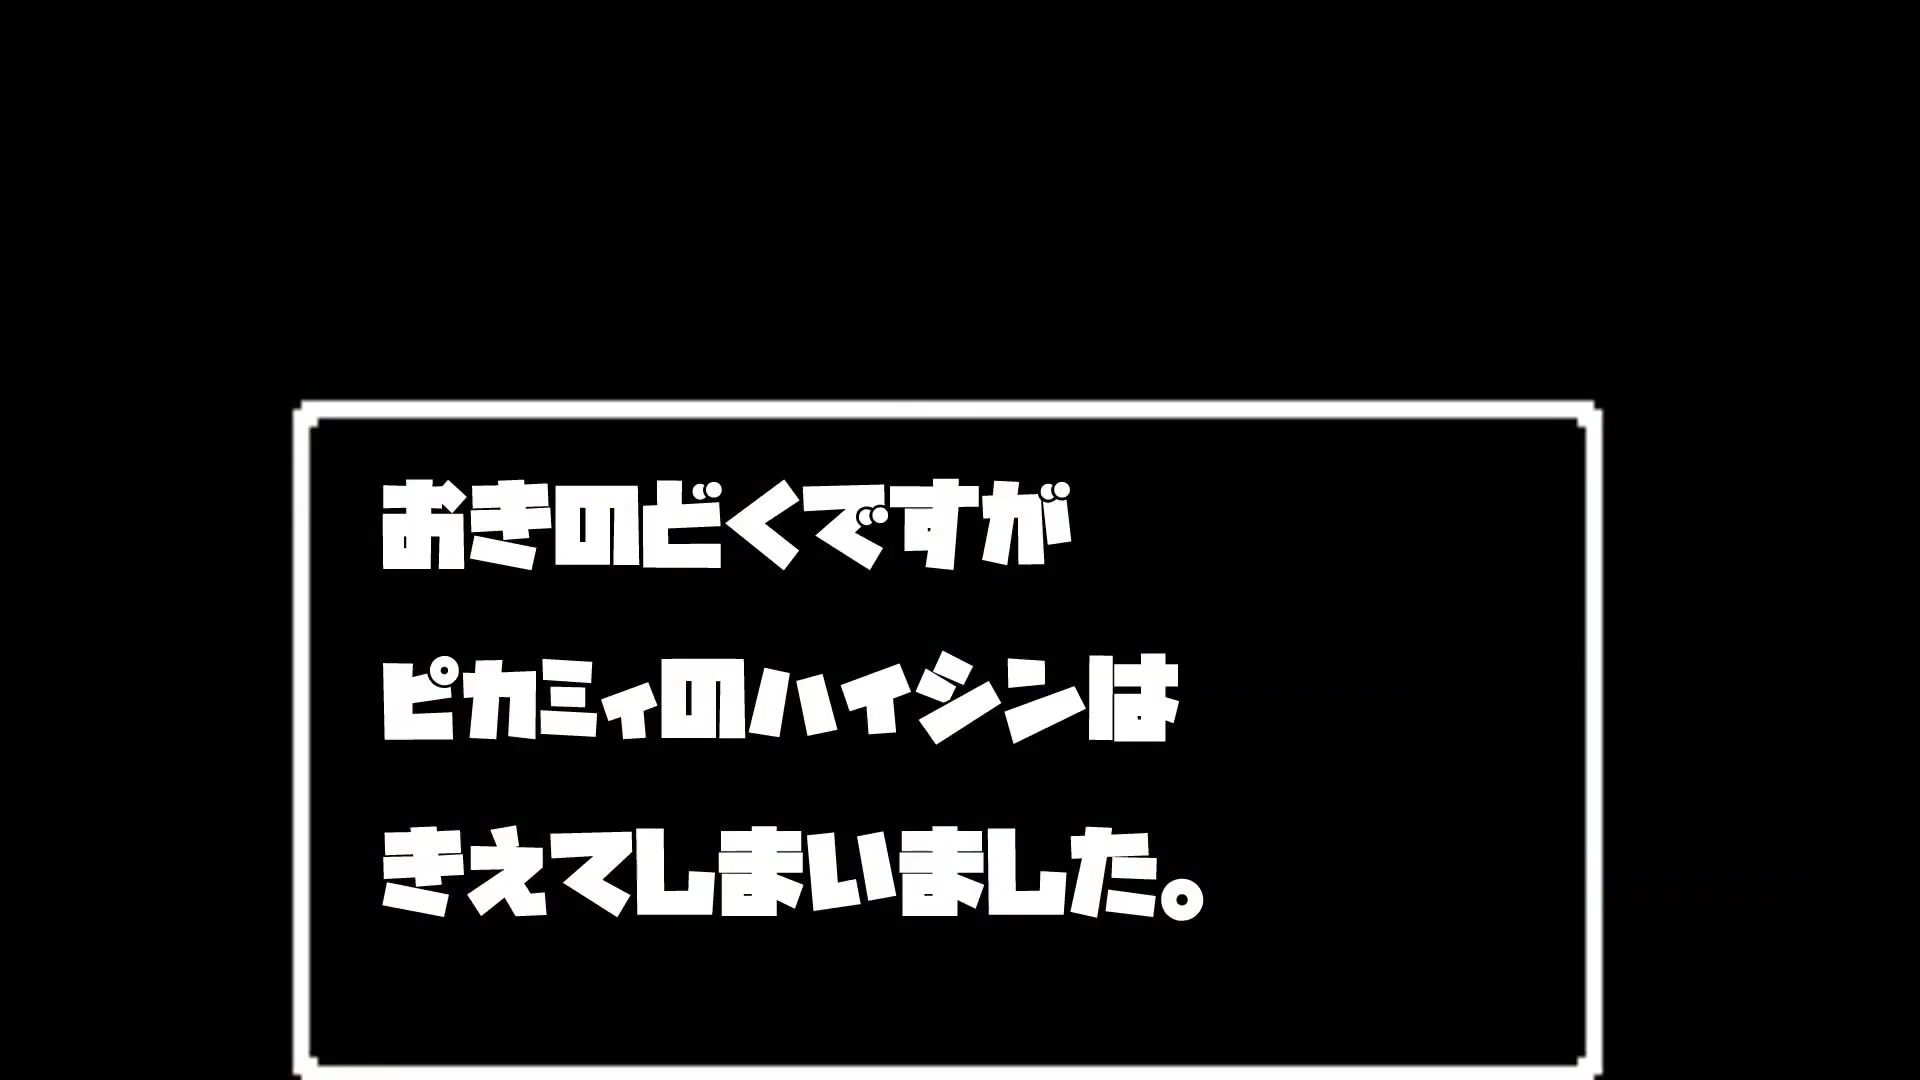 おきのどくですが
ピカミィのハイシンは
きえてしまいました。